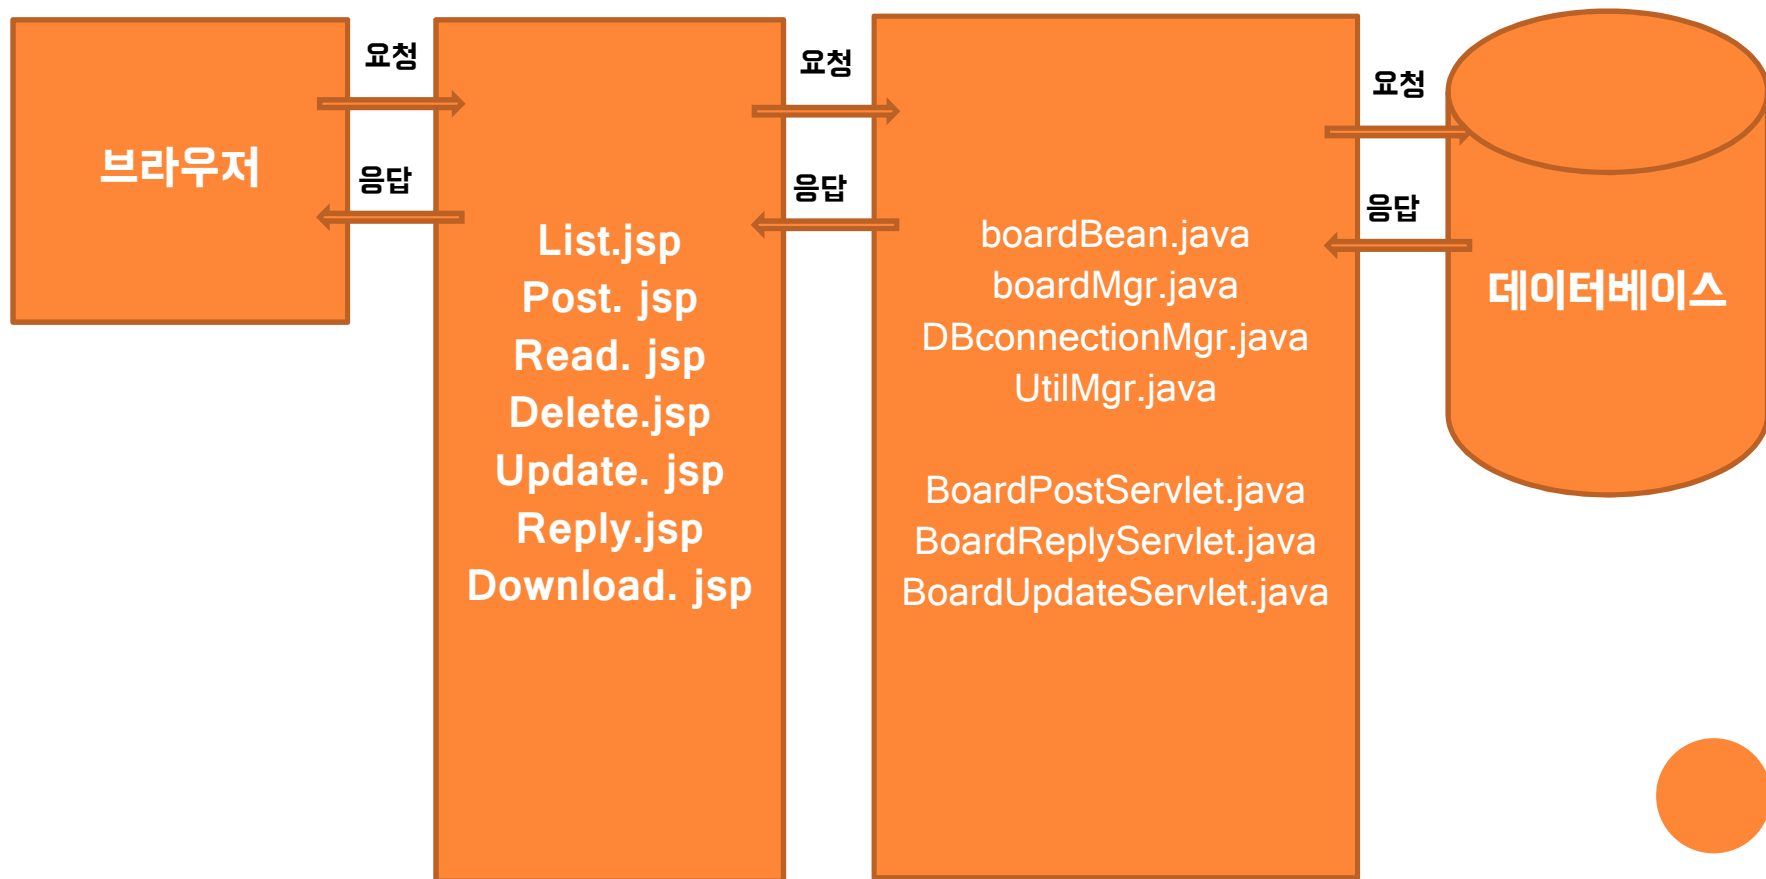 브라우저
요청
응답
List.jsp
Post. jsp
Read. jsp
Delete.jsp
Update. jsp
Reply.jsp
Download. jsp
요청
응답
boardBean.java
boardMgr.java
DBconnectionMgr.java
UtilMgr.java
BoardPostServlet.java
BoardReplyServlet.java
BoardUpdateServlet.java
요청
응답
데이터베이스